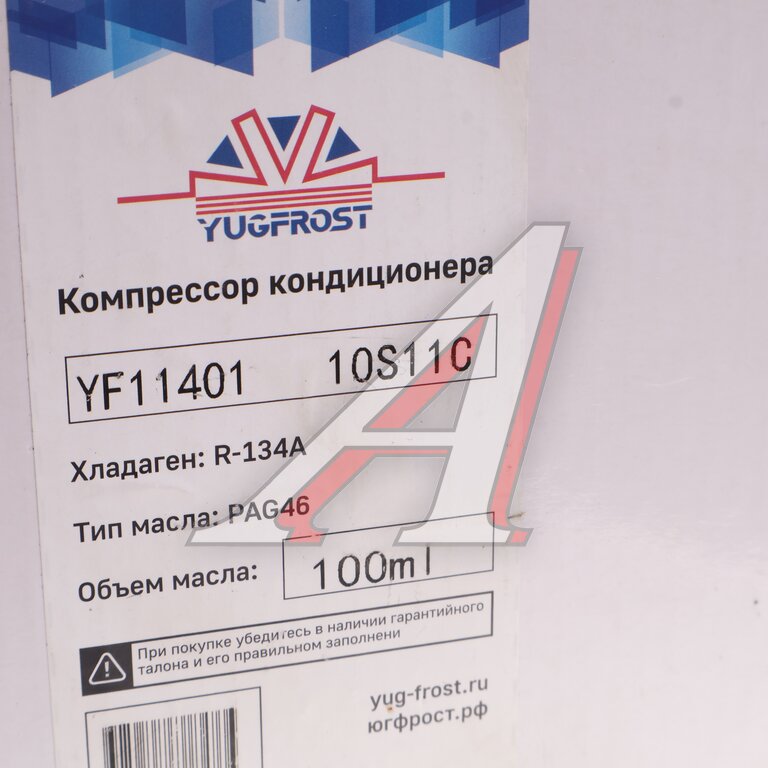 YUGFROST
Компрессор кондиционера
YF11401 10S11C
Хладаген: R-134A
Тип масла: PAG46
Объем масла: 100ml
При покупке убедитесь в наличии гарантийного
талона и его правильном заполнени
yug-frost.ru
югфрост.рф